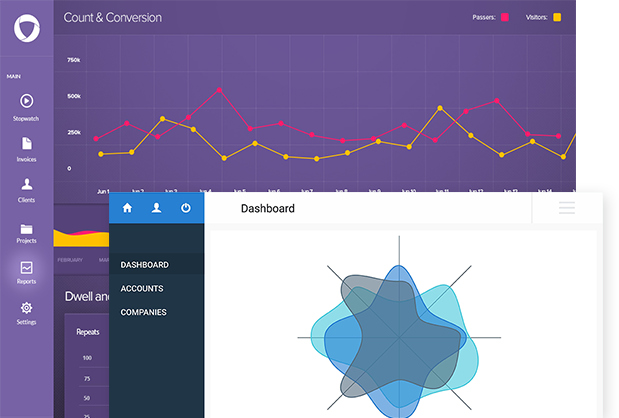 Count & Conversion
Passers:
Visitors:
MAIN
Stopwatch
Invoices
Clients
Projects
Reports
Settings
750k
500k
250k
0
Jun 1
Jun 2
Jun 3
Jun 4
Jun 5
Jun 6
Jun 7
Jun 8
Jun 9
Jun 10
Jun 11
Jun 12
Jun 13
Jun 14
FEBRUARY
Dwell and
Repeats
100
75
50
25
Dashboard
DASHBOARD
ACCOUNTS
COMPANIES